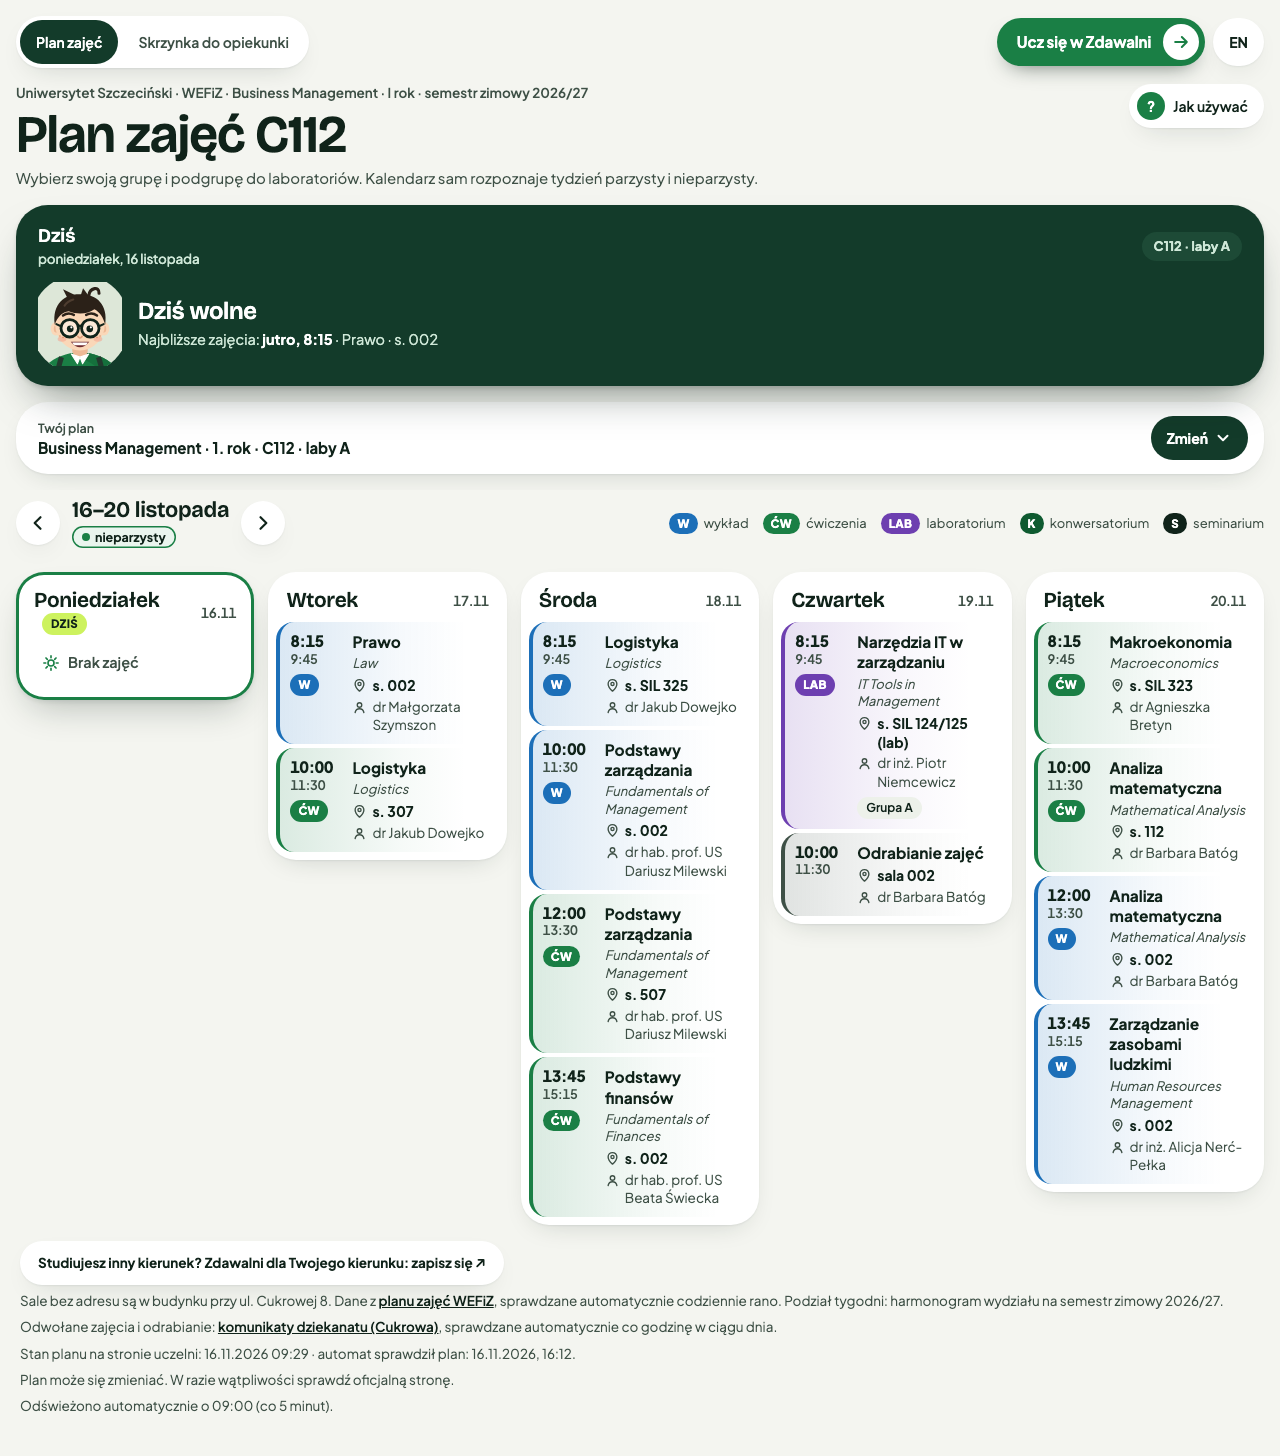 Plan zajęć
Skrzynka do opiekunki
Ucz się w Zdawalni
EN
Uniwersytet Szczeciński · WEFiZ · Business Management · I rok · semestr zimowy 2026/27
Plan zajęć C112
? Jak używać
Wybierz swoją grupę i podgrupę do laboratoriów. Kalendarz sam rozpoznaje tydzień parzysty i nieparzysty.
Dziś
poniedziałek, 16 listopada
C112 · laby A
Dziś wolne
Najbliższe zajęcia: jutro, 8:15 · Prawo · s. 002
Twój plan
Business Management · 1. rok · C112 · laby A
Zmień
16–20 listopada
nieparzysty
W wykład
ĆW ćwiczenia
LAB laboratorium
K konwersatorium
S seminarium
Poniedziałek
DZIŚ
16.11
Brak zajęć
Wtorek
17.11
8:15
9:45
W
Prawo
Law
s. 002
dr Małgorzata
Szymszon
10:00
11:30
ĆW
Logistyka
Logistics
s. 307
dr Jakub Dowejko
Środa
18.11
8:15
9:45
W
Logistyka
Logistics
s. SIL 325
dr Jakub Dowejko
10:00
11:30
W
Podstawy
zarządzania
Fundamentals of
Management
s. 002
dr hab. prof. US
Dariusz Milewski
12:00
13:30
ĆW
Podstawy
zarządzania
Fundamentals of
Management
s. 507
dr hab. prof. US
Dariusz Milewski
13:45
15:15
ĆW
Podstawy
finansów
Fundamentals of
Finances
s. 002
dr hab. prof. US
Beata Świecka
Czwartek
19.11
8:15
9:45
LAB
Narzędzia IT w
zarządzaniu
IT Tools in
Management
s. SIL 124/125
(lab)
dr inż. Piotr
Niemcewicz
Grupa A
10:00
11:30
Odrabianie zajęć
sala 002
dr Barbara Batóg
Piątek
20.11
8:15
9:45
ĆW
Makroekonomia
Macroeconomics
s. SIL 323
dr Agnieszka
Bretyn
10:00
11:30
ĆW
Analiza
matematyczna
Mathematical Analysis
s. 112
dr Barbara Batóg
12:00
13:30
W
Analiza
matematyczna
Mathematical Analysis
s. 002
dr Barbara Batóg
13:45
15:15
W
Zarządzanie
zasobami
ludzkimi
Human Resources
Management
s. 002
dr inż. Alicja Nerć-
Pełka
Studiujesz inny kierunek? Zdawalni dla Twojego kierunku: zapisz się ↗
Sale bez adresu są w budynku przy ul. Cukrowej 8. Dane z planu zajęć WEFiZ, sprawdzane automatycznie codziennie rano. Podział tygodni: harmonogram wydziału na semestr zimowy 2026/27.
Odwołane zajęcia i odrabianie: komunikaty dziekanatu (Cukrowa), sprawdzane automatycznie co godzinę w ciągu dnia.
Stan planu na stronie uczelni: 16.11.2026 09:29 · automat sprawdził plan: 16.11.2026, 16:12.
Plan może się zmieniać. W razie wątpliwości sprawdź oficjalną stronę.
Odświeżono automatycznie o 09:00 (co 5 minut).